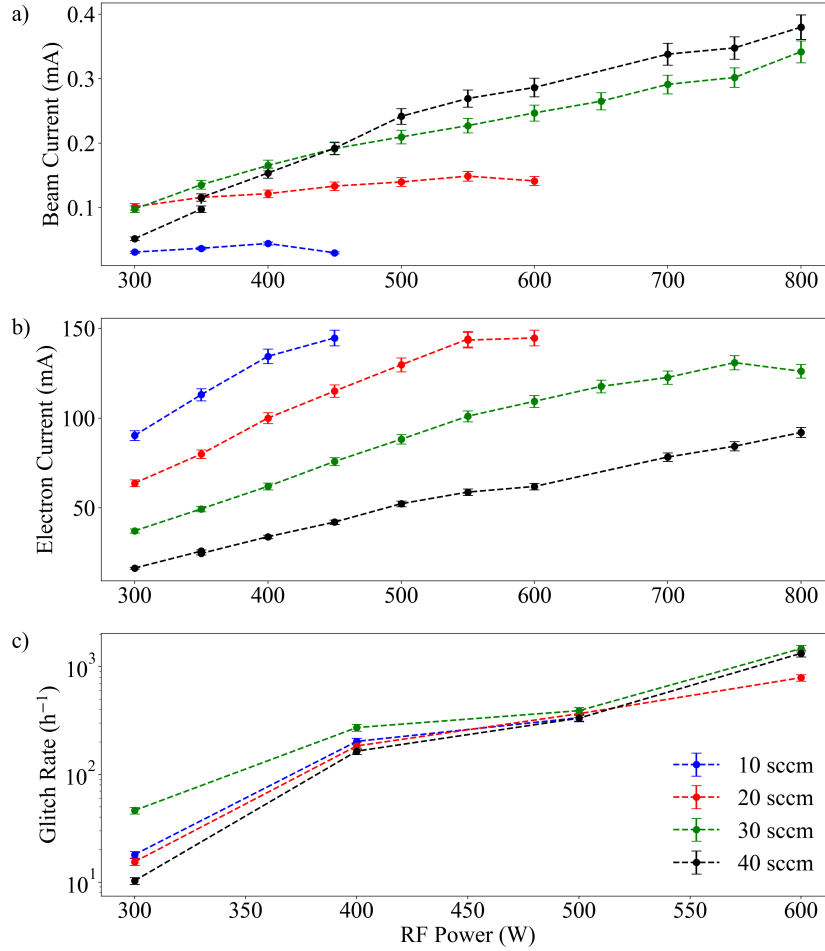 a)
0.4
0.3
0.2
0.1
Beam Current (mA)
300 400 500 600 700 800
b)
150
100
50
Electron Current (mA)
300 400 500 600 700 800
c)
10³
10²
10¹
Glitch Rate (h⁻¹)
10 sccm
20 sccm
30 sccm
40 sccm
300 350 400 450 500 550 600
RF Power (W)